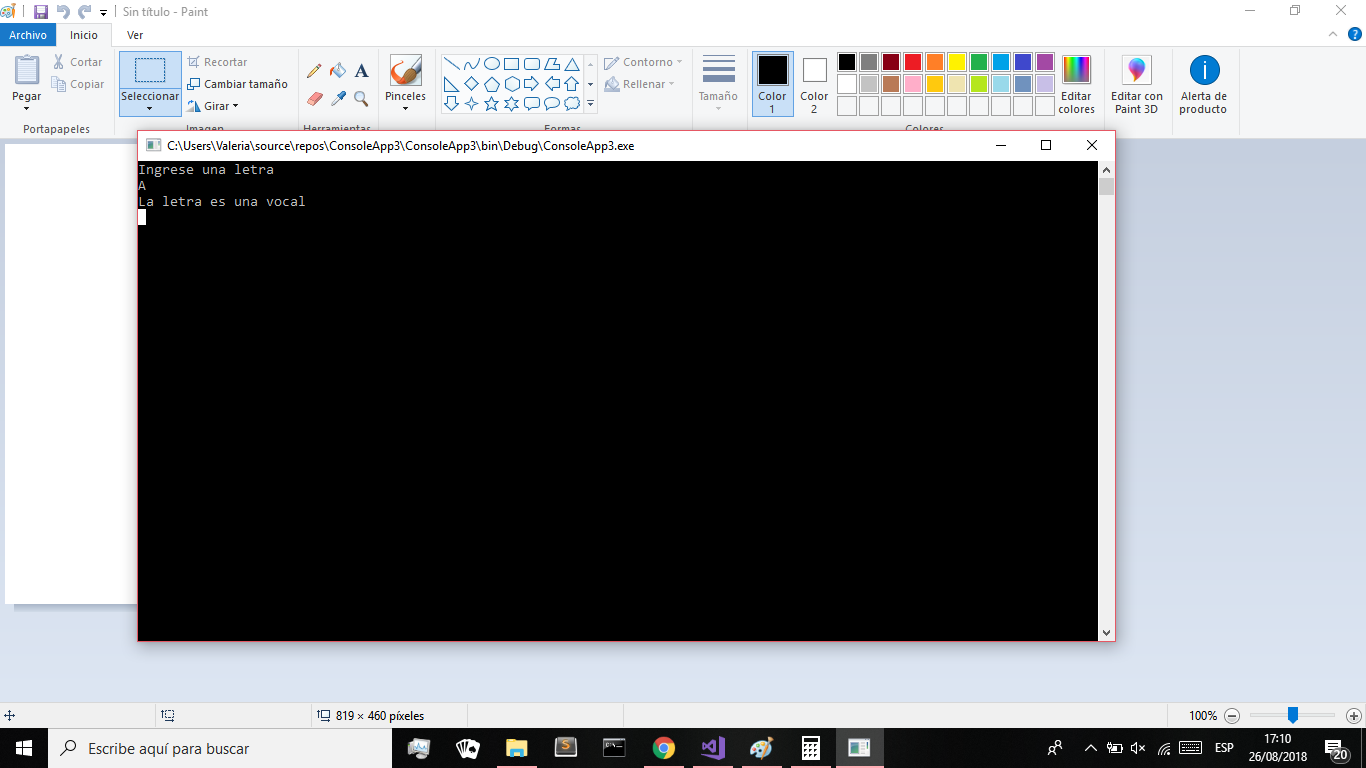 Sin título - Paint
Archivo Inicio Ver
Pegar
Cortar
Copiar
Portapapeles
Seleccionar
Recortar
Cambiar tamaño
Girar
Imagen
A
Herramientas
Pinceles
Contorno
Rellenar
Formas
Tamaño
Color 1
Color 2
Editar colores
Colores
Editar con Paint 3D
Alerta de producto
C:\Users\Valeria\source\repos\ConsoleApp3\ConsoleApp3\bin\Debug\ConsoleApp3.exe
Ingrese una letra
A
La letra es una vocal
819 × 460 píxeles
100%
Escribe aquí para buscar
ESP
17:10
26/08/2018
20